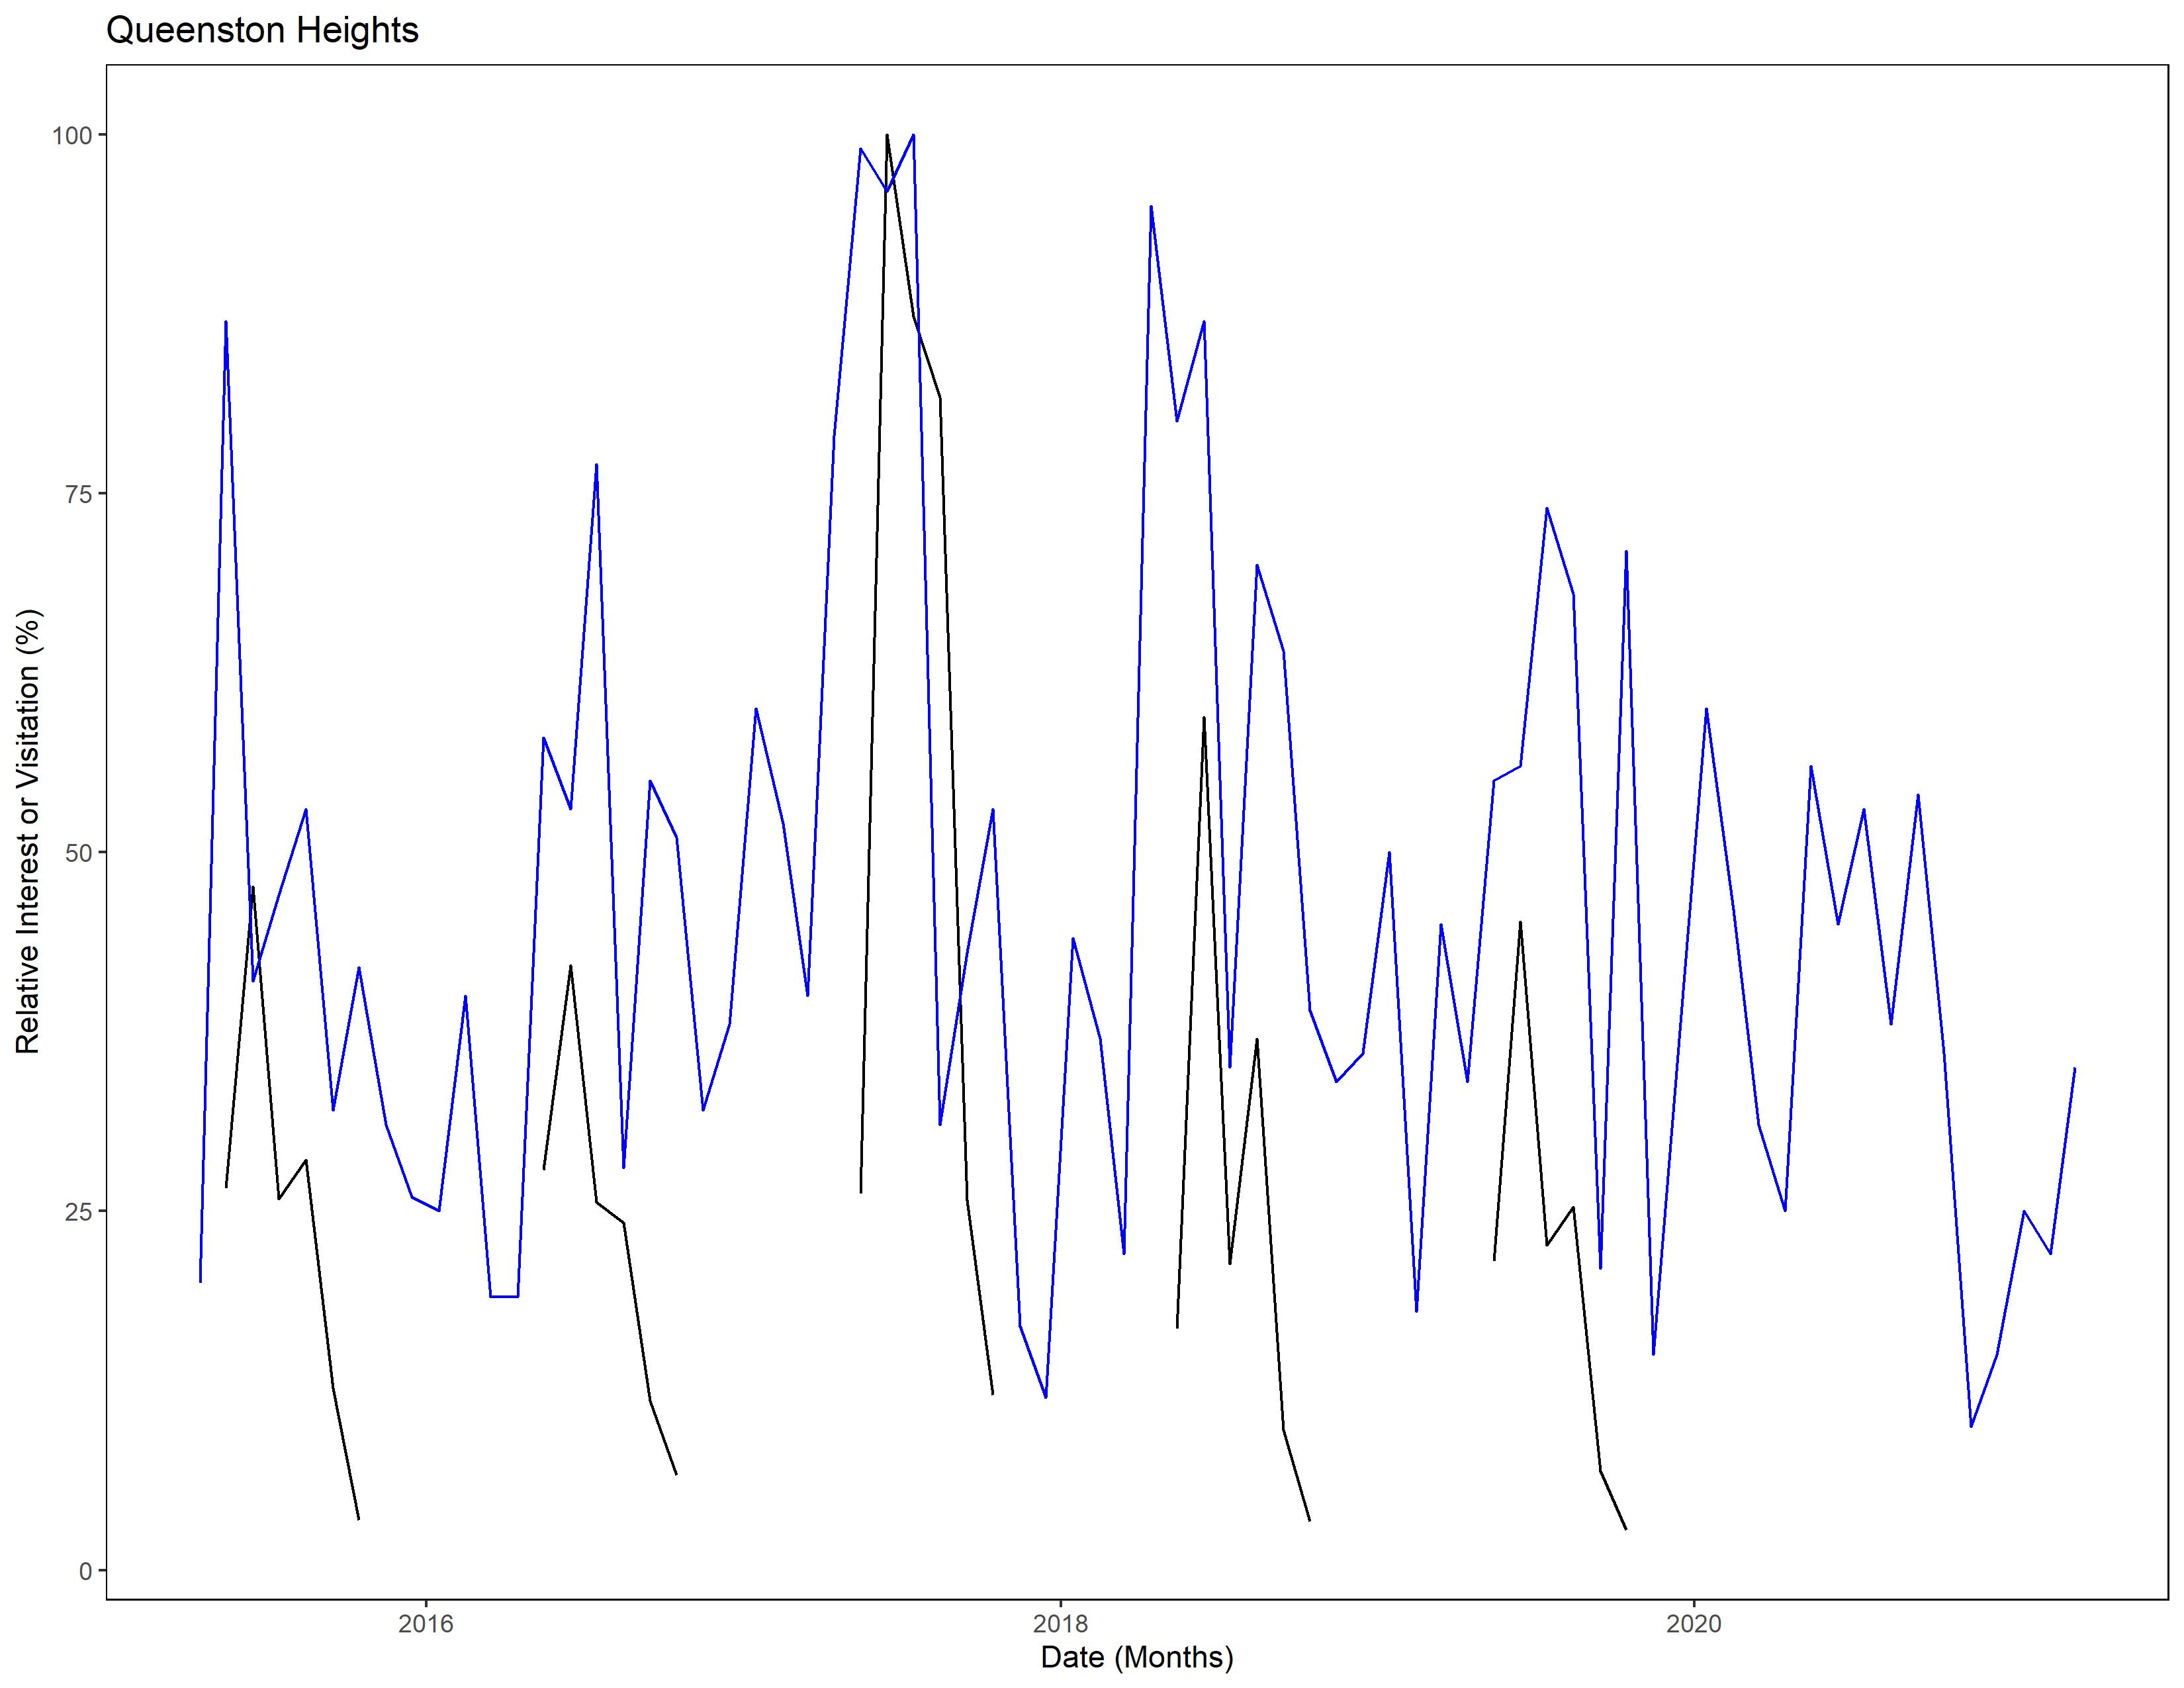 Queenston Heights
100
75
50
25
0
Relative Interest or Visitation (%)
2016
2018
2020
Date (Months)